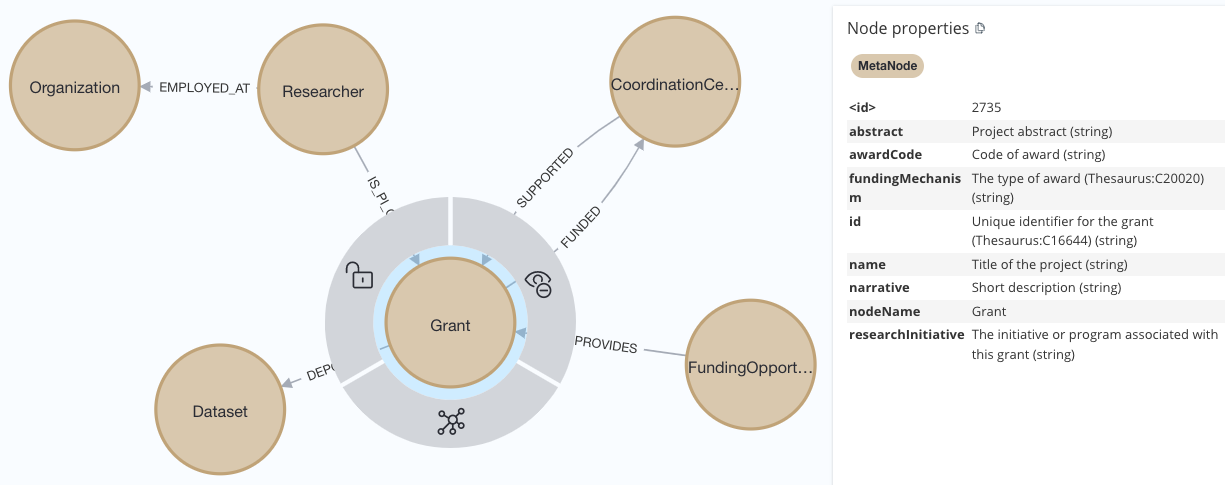 Organization
EMPLOYED_AT
Researcher
CoordinationCe...
SUPPORTED
FUNDED
IS_PI_
Grant
PROVIDES
FundingOpport...
DEP
Dataset
Node properties
MetaNode
<id> 2735
abstract Project abstract (string)
awardCode Code of award (string)
fundingMechanis The type of award (Thesaurus:C20020)
m (string)
id Unique identifier for the grant
(Thesaurus:C16644) (string)
name Title of the project (string)
narrative Short description (string)
nodeName Grant
researchInitiative The initiative or program associated with
this grant (string)